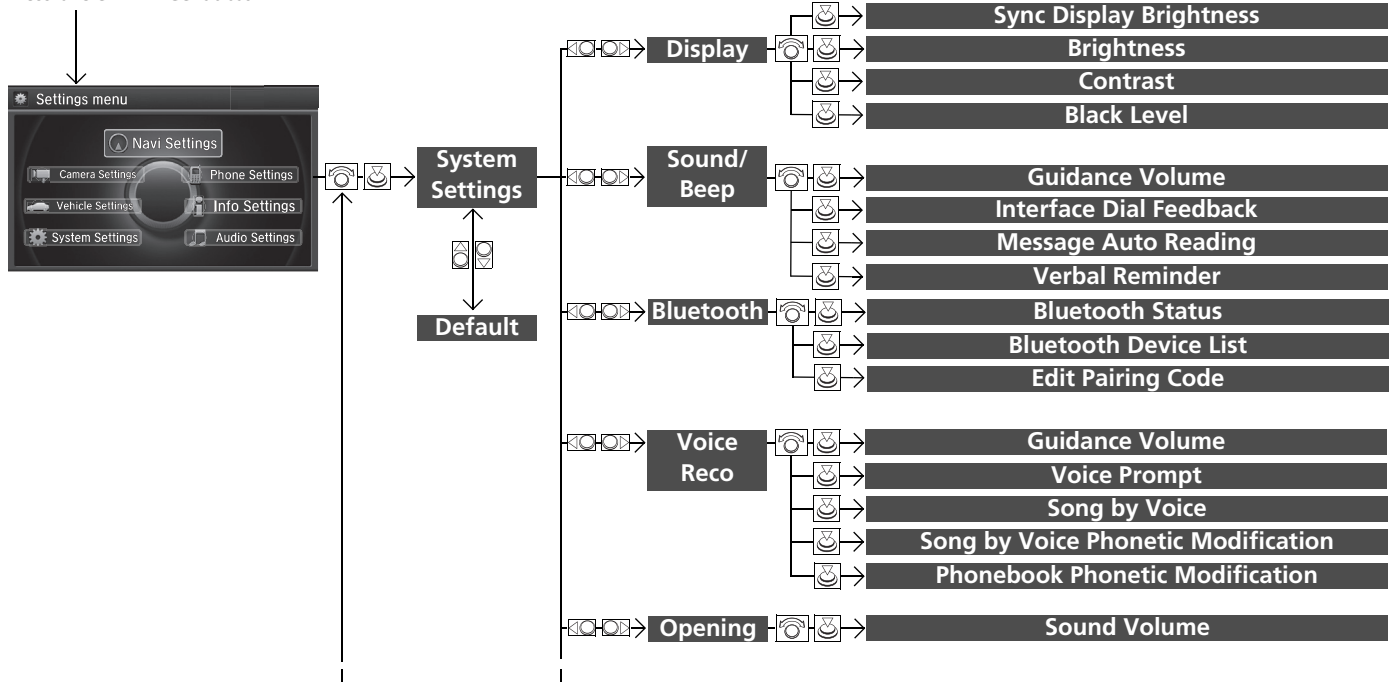 Settings menu
Navi Settings
Camera Settings
Phone Settings
Vehicle Settings
Info Settings
System Settings
Audio Settings
System
Settings
Default
Display
Sync Display Brightness
Brightness
Contrast
Black Level
Sound/
Beep
Guidance Volume
Interface Dial Feedback
Message Auto Reading
Verbal Reminder
Bluetooth
Bluetooth Status
Bluetooth Device List
Edit Pairing Code
Voice
Reco
Guidance Volume
Voice Prompt
Song by Voice
Song by Voice Phonetic Modification
Phonebook Phonetic Modification
Opening
Sound Volume